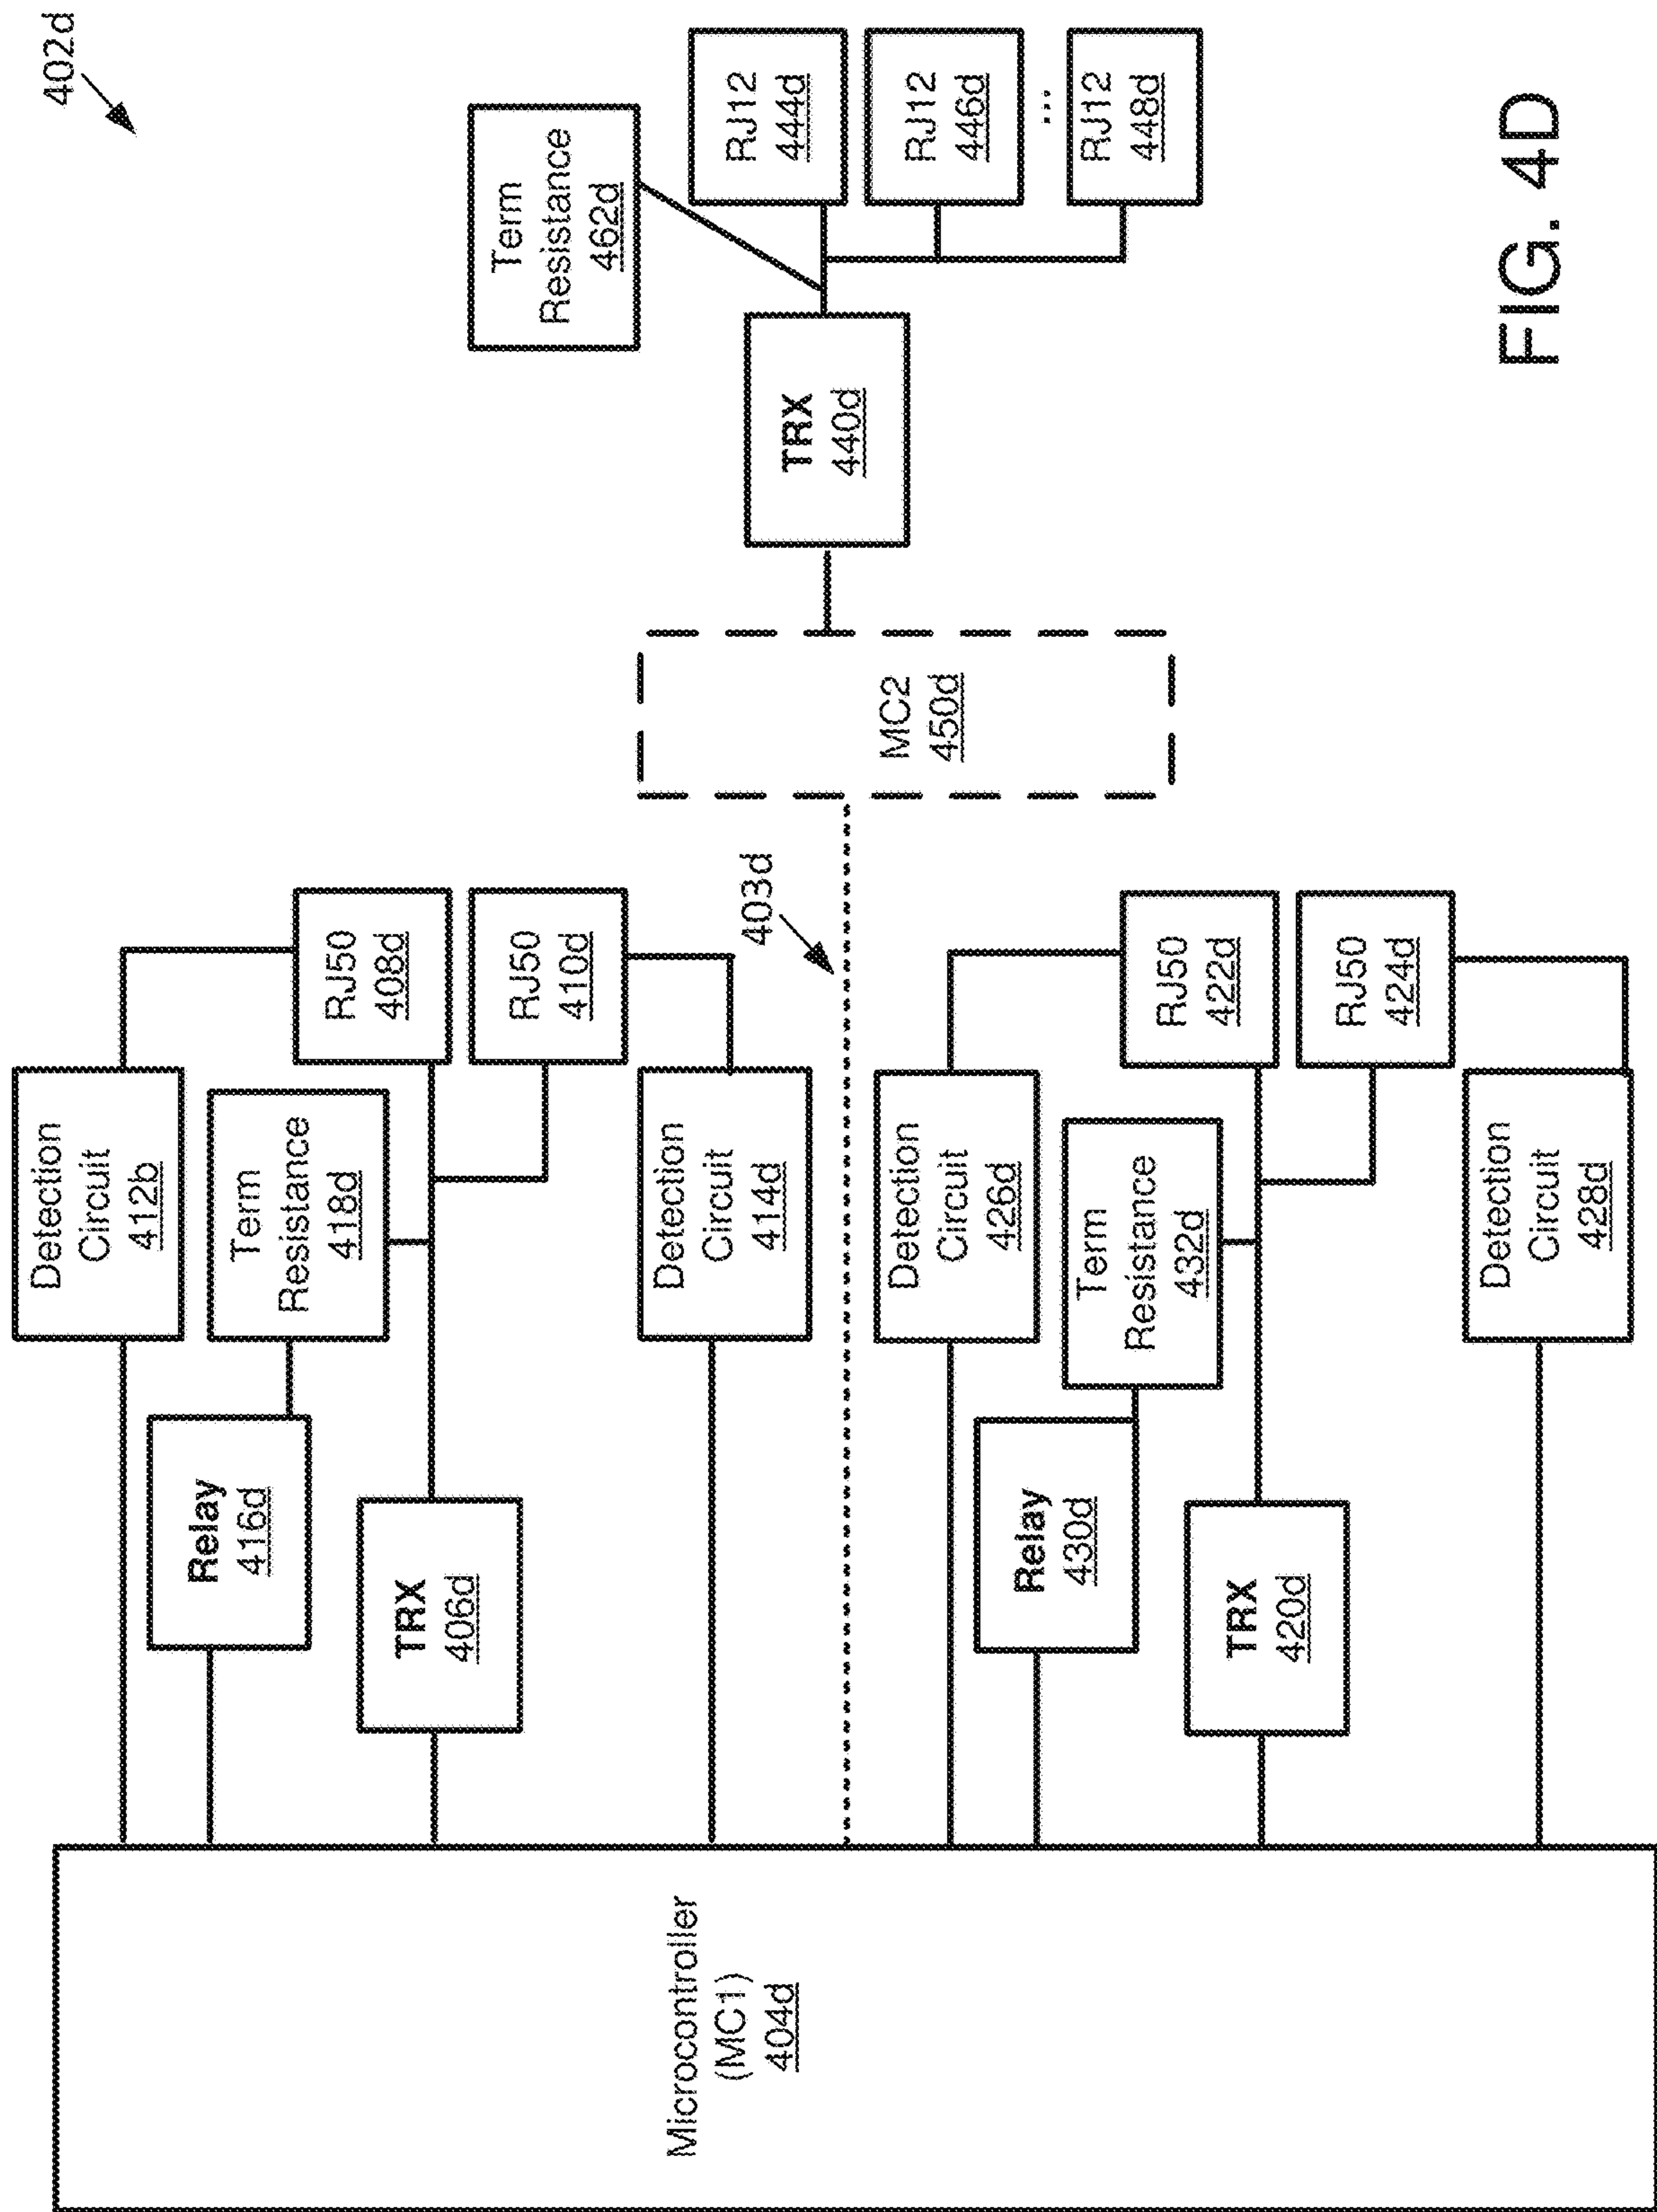 402d
Detection
Circuit
412b
Term
Resistance
418d
Relay
416d
TRX
406d
RJ50
408d
RJ50
410d
Detection
Circuit
414d
403d
Microcontroller
(MC1)
404d
Detection
Circuit
426d
Term
Resistance
432d
Relay
430d
TRX
420d
RJ50
422d
RJ50
424d
Detection
Circuit
428d
MC2
450d
TRX
440d
Term
Resistance
462d
RJ12
444d
RJ12
446d
...
RJ12
448d
FIG. 4D